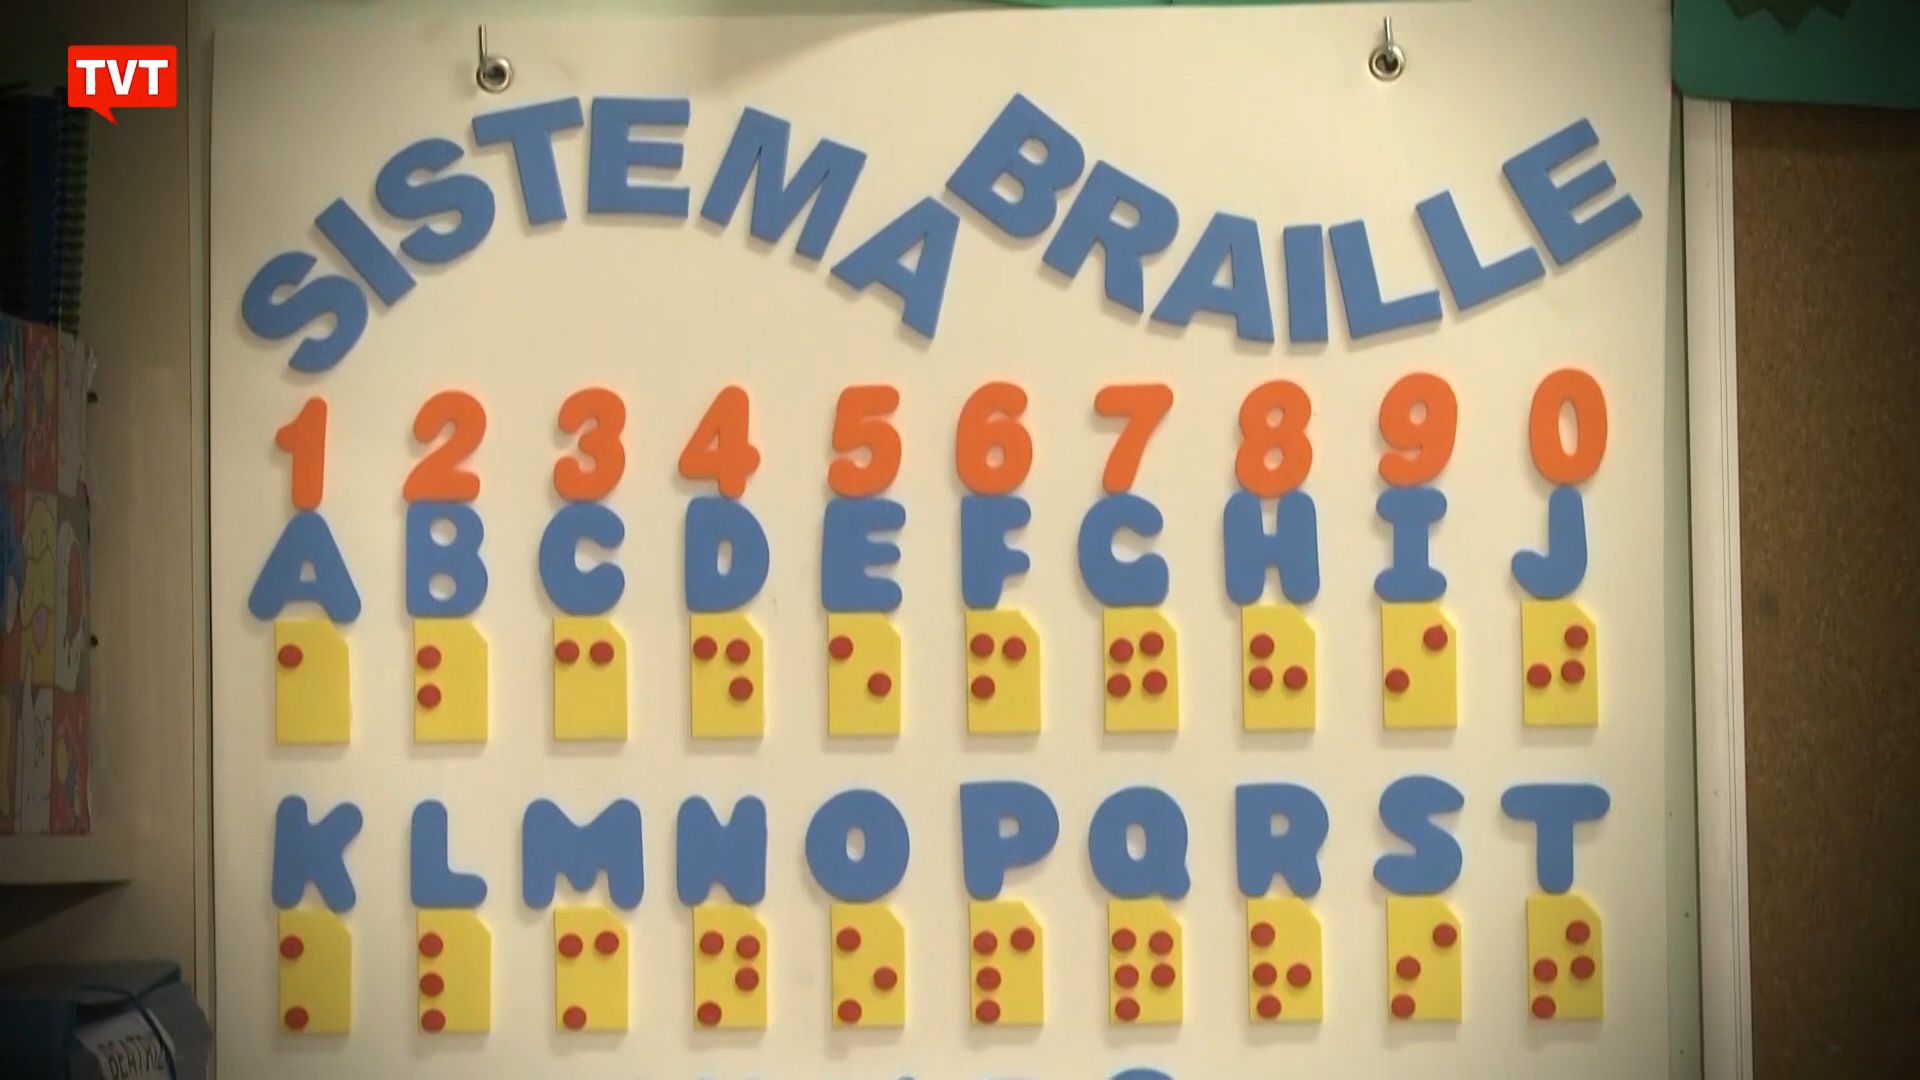 TVT
SISTEMA BRAILLE
1 2 3 4 5 6 7 8 9 0
A B C D E F C H I J
K L M N O P Q R S T